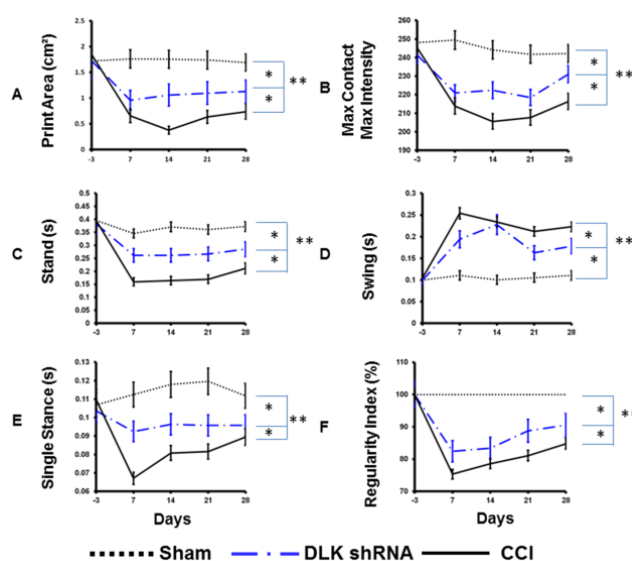 A
Print Area (cm²)
2.5
2
1.5
1
0.5
0
-3 7 14 21 28
*
*
**
B
Max Contact
Max Intensity
260
250
240
230
220
210
200
190
-3 7 14 21 28
*
*
**
C
Stand (s)
0.5
0.45
0.4
0.35
0.3
0.25
0.2
0.15
0.1
0.05
0
-3 7 14 21 28
*
*
**
D
Swing (s)
0.3
0.25
0.2
0.15
0.1
0.05
0
-3 7 14 21 28
*
*
**
E
Single Stance (s)
0.13
0.12
0.11
0.1
0.09
0.08
0.07
0.06
-3 7 14 21 28
*
*
**
Days
F
Regularity Index (%)
110
100
90
80
70
-3 7 14 21 28
*
*
**
Days
Sham DLK shRNA CCI